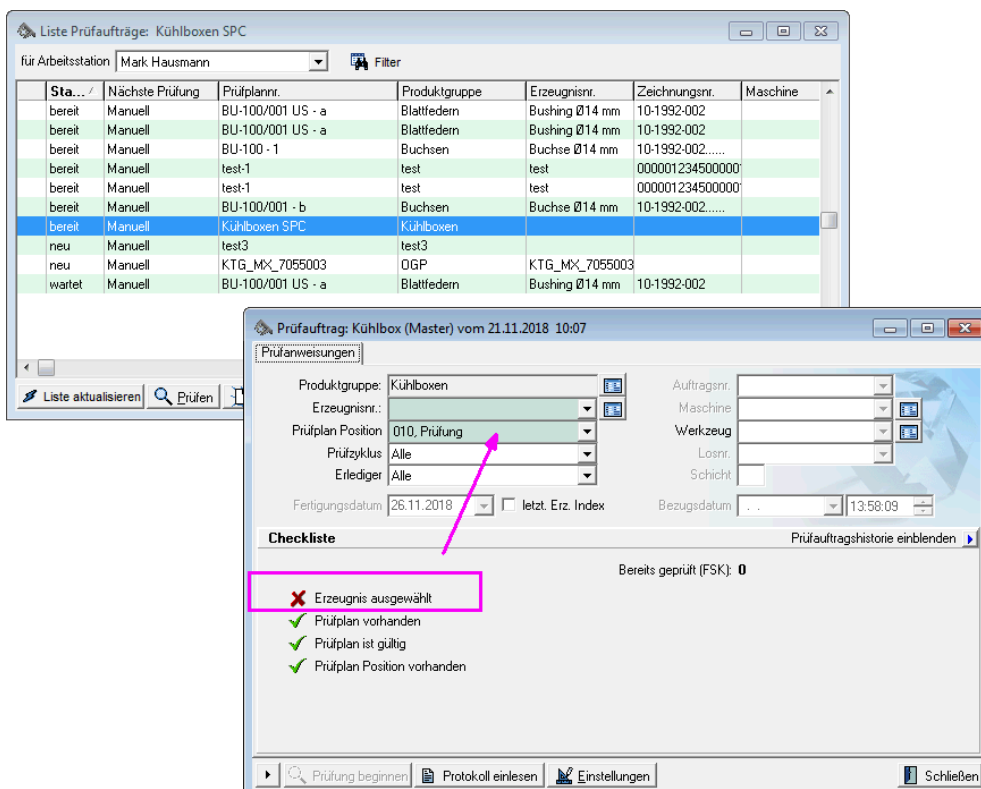 Liste Prüfaufträge: Kühlboxen SPC
für Arbeitsstation Mark Hausmann Filter
Sta... Nächste Prüfung Prüfplannr. Produktgruppe Erzeugnisnr. Zeichnungsnr. Maschine
bereit Manuell BU-100/001 US - a Blattfedern Bushing Ø14 mm 10-1992-002
bereit Manuell BU-100/001 US - a Blattfedern Bushing Ø14 mm 10-1992-002
bereit Manuell BU-100 - 1 Buchsen Buchse Ø14 mm 10-1992-002......
bereit Manuell test-1 test test 000001234500000
bereit Manuell test-1 test test 000001234500000
bereit Manuell BU-100/001 - b Buchsen Buchse Ø14 mm 10-1992-002......
bereit Manuell Kühlboxen SPC Kühlboxen
neu Manuell test3 test3
neu Manuell KTG_MX_7055003 OGP KTG_MX_7055003
wartet Manuell BU-100/001 US - a Blattfedern Bushing Ø14 mm 10-1992-002
Liste aktualisieren Prüfen
Prüfauftrag: Kühlbox (Master) vom 21.11.2018 10:07
Prüfanweisungen
Produktgruppe: Kühlboxen Auftragsnr.
Erzeugnisnr.: Maschine
Prüfplan Position 010, Prüfung Werkzeug
Prüfzyklus Alle Losnr.
Erlediger Alle Schicht
Fertigungsdatum 26.11.2018 letzt. Erz. Index Bezugsdatum . . 13:58:09
Checkliste Prüfauftragshistorie einblenden
Bereits geprüft (FSK): 0
Erzeugnis ausgewählt
Prüfplan vorhanden
Prüfplan ist gültig
Prüfplan Position vorhanden
Prüfung beginnen Protokoll einlesen Einstellungen Schließen